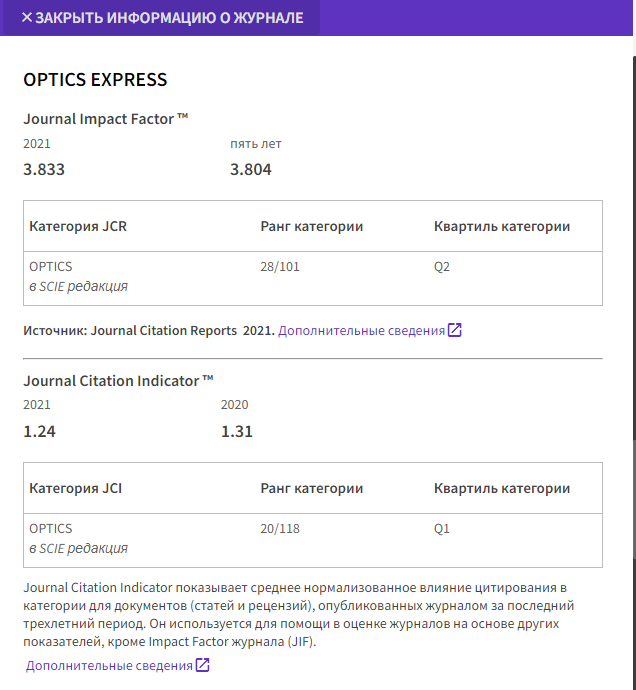 ✕ ЗАКРЫТЬ ИНФОРМАЦИЮ О ЖУРНАЛЕ
OPTICS EXPRESS
Journal Impact Factor ™
2021 пять лет
3.833 3.804
Категория JCR Ранг категории Квартиль категории
OPTICS 28/101 Q2
в SCIE редакция
Источник: Journal Citation Reports 2021. Дополнительные сведения
Journal Citation Indicator ™
2021 2020
1.24 1.31
Категория JCI Ранг категории Квартиль категории
OPTICS 20/118 Q1
в SCIE редакция
Journal Citation Indicator показывает среднее нормализованное влияние цитирования в
категории для документов (статей и рецензий), опубликованных журналом за последний
трехлетний период. Он используется для помощи в оценке журналов на основе других
показателей, кроме Impact Factor журнала (JIF).
Дополнительные сведения